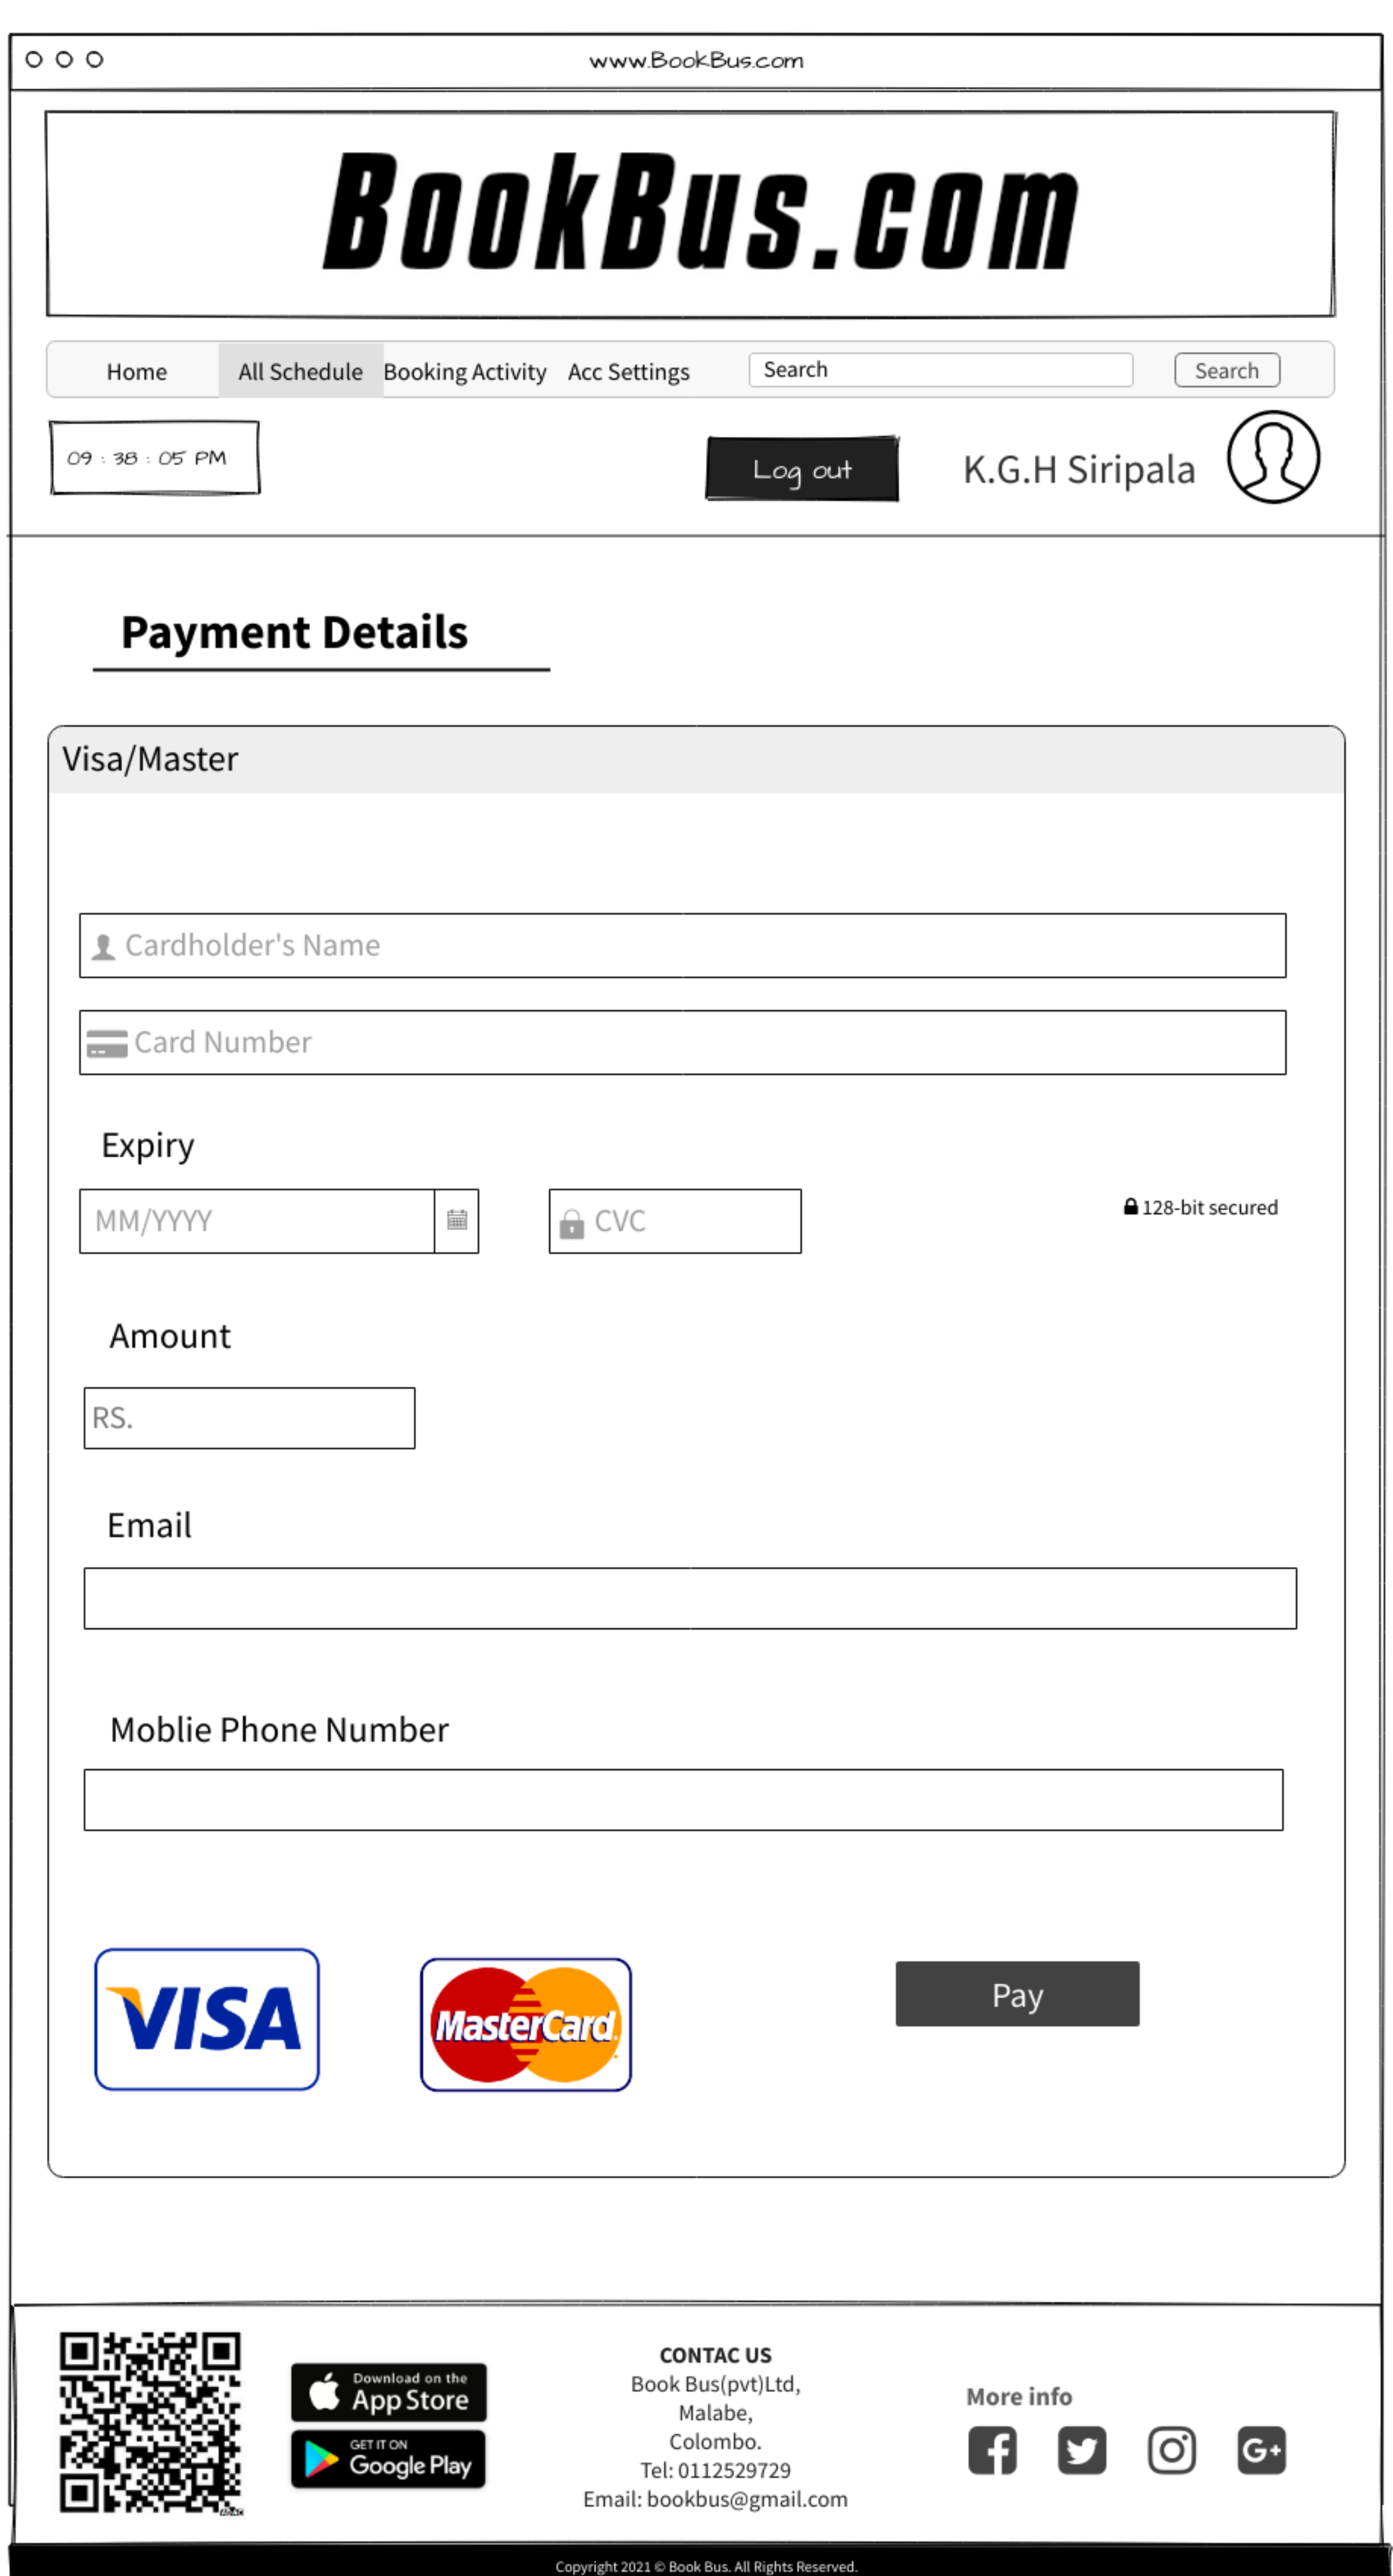 www.BookBus.com
BookBus.com
Home All Schedule Booking Activity Acc Settings Search Search
09 : 38 : 05 PM
Log out K.G.H Siripala
Payment Details
Visa/Master
Cardholder's Name
Card Number
Expiry
MM/YYYY CVC 128-bit secured
Amount
RS.
Email
Moblie Phone Number
VISA MasterCard Pay
Download on the
App Store
GET IT ON
Google Play
CONTAC US
Book Bus(pvt)Ltd,
Malabe,
Colombo.
Tel: 0112529729
Email: bookbus@gmail.com
More info
G+
Copyright 2021 © Book Bus. All Rights Reserved.